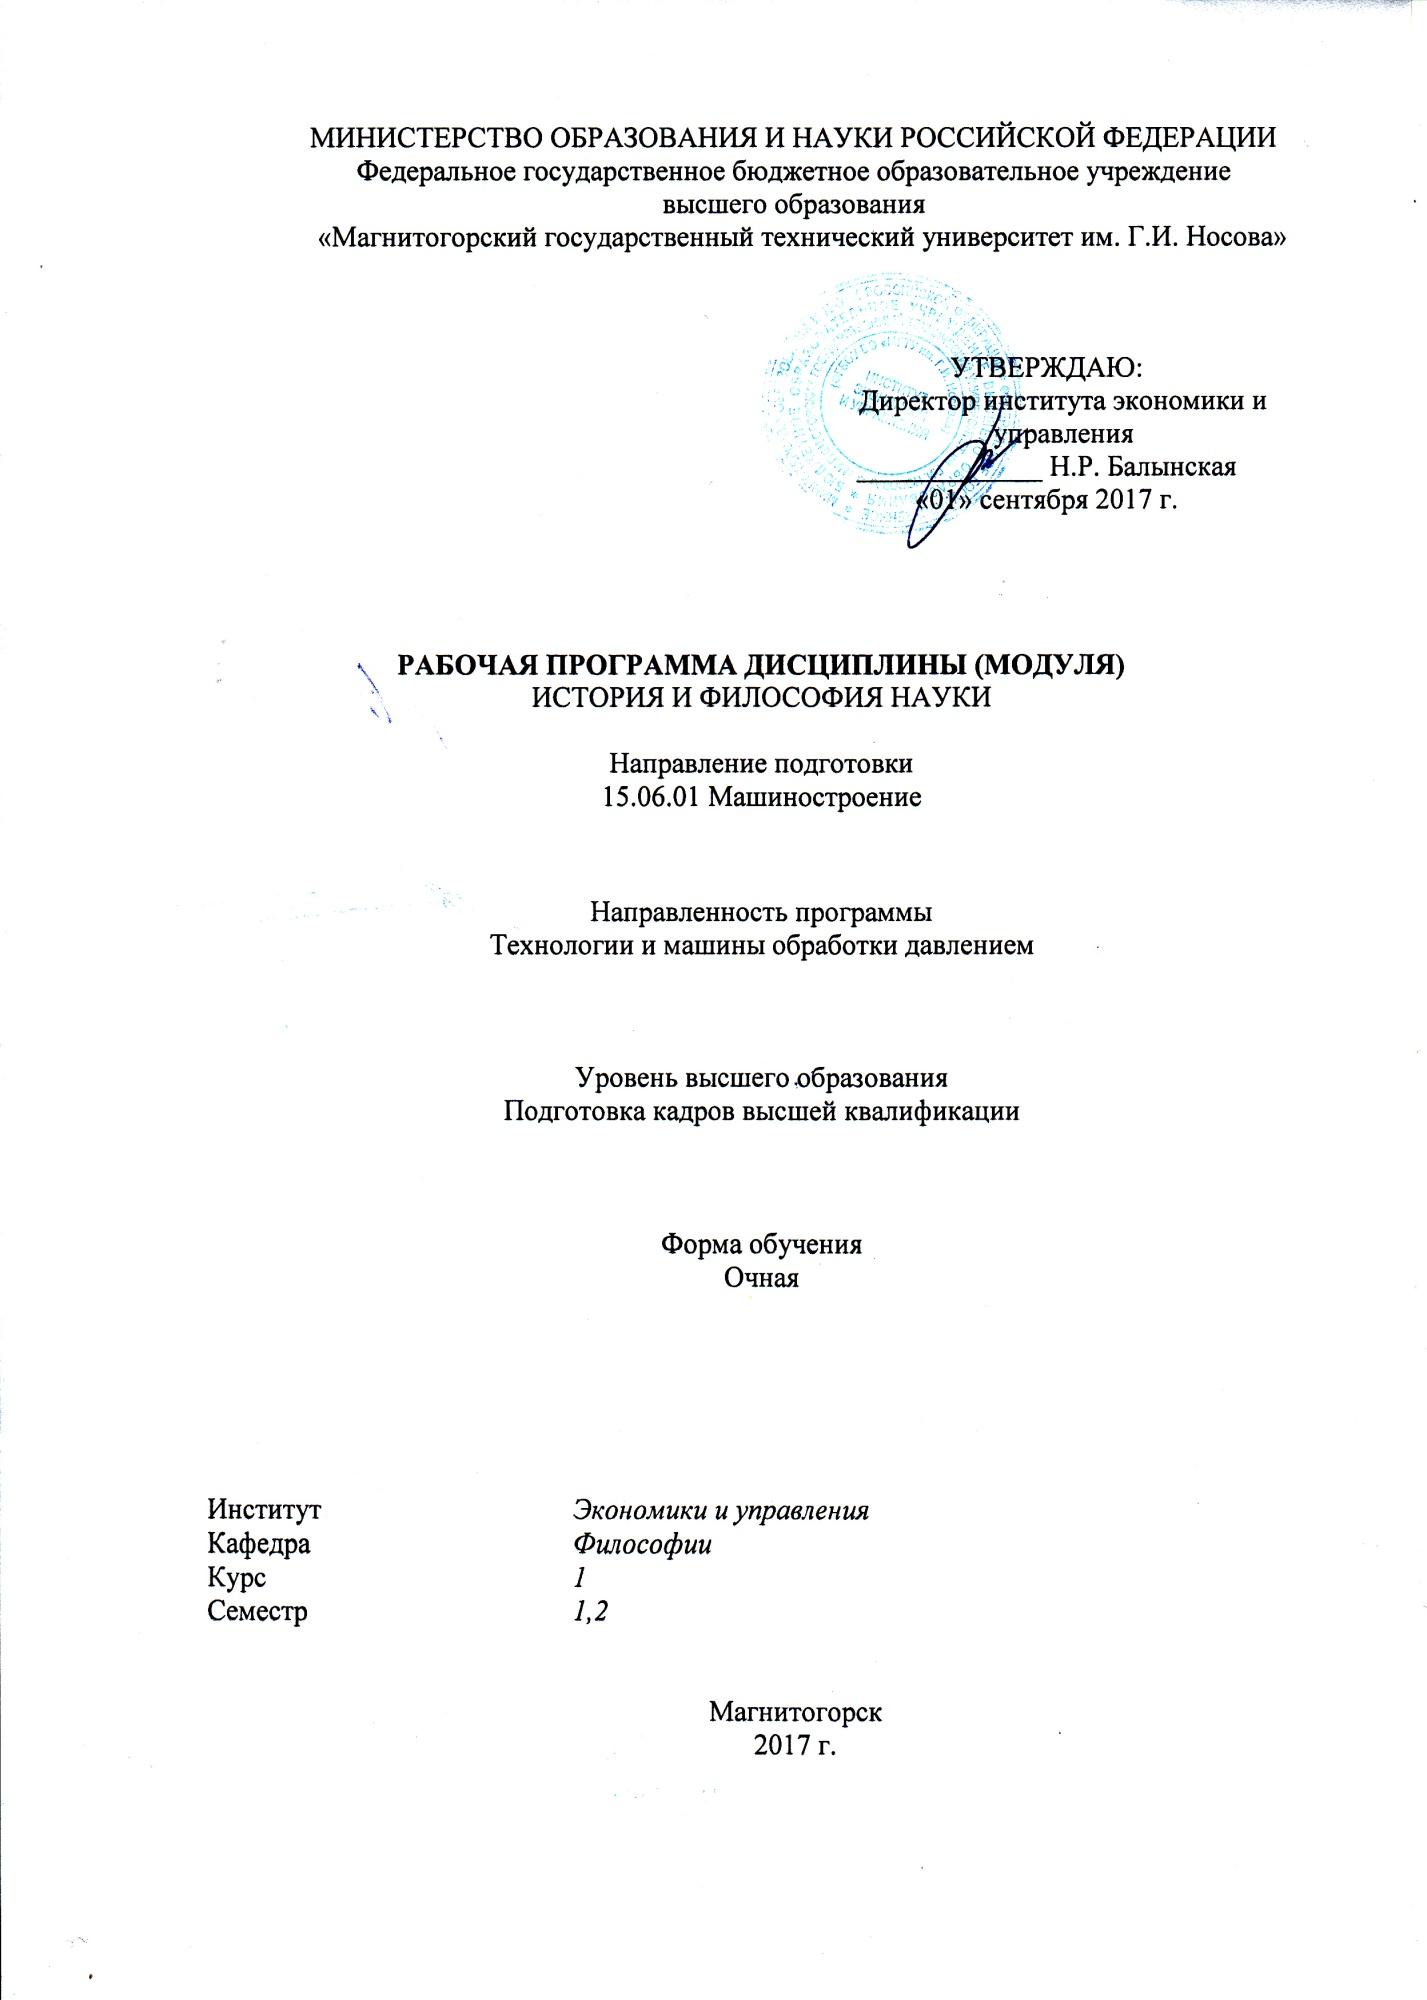 МИНИСТЕРСТВО ОБРАЗОВАНИЯ И НАУКИ РОССИЙСКОЙ ФЕДЕРАЦИИ
Федеральное государственное бюджетное образовательное учреждение
высшего образования
«Магнитогорский государственный технический университет им. Г.И. Носова»
УТВЕРЖДАЮ:
Директор института экономики и
управления
_____________ Н.Р. Балынская
«01» сентября 2017 г.
РАБОЧАЯ ПРОГРАММА ДИСЦИПЛИНЫ (МОДУЛЯ)
ИСТОРИЯ И ФИЛОСОФИЯ НАУКИ
Направление подготовки
15.06.01 Машиностроение
Направленность программы
Технологии и машины обработки давлением
Уровень высшего образования
Подготовка кадров высшей квалификации
Форма обучения
Очная
Институт Экономики и управления
Кафедра Философии
Курс 1
Семестр 1,2
Магнитогорск
2017 г.